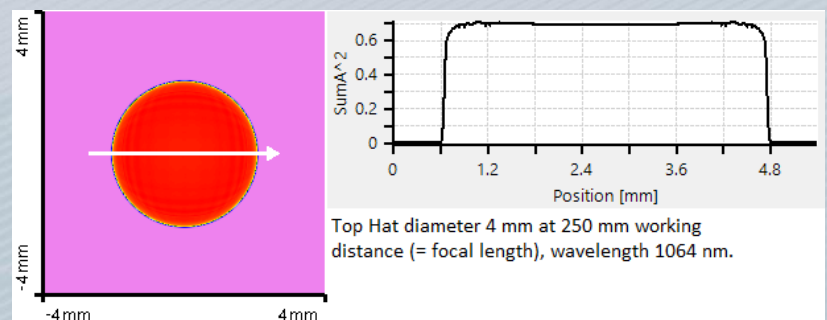 4mm
-4mm
-4mm
4mm
SumA^2
0.6
0.4
0.2
0
0
1.2
2.4
3.6
4.8
Position [mm]
Top Hat diameter 4 mm at 250 mm working
distance (= focal length), wavelength 1064 nm.